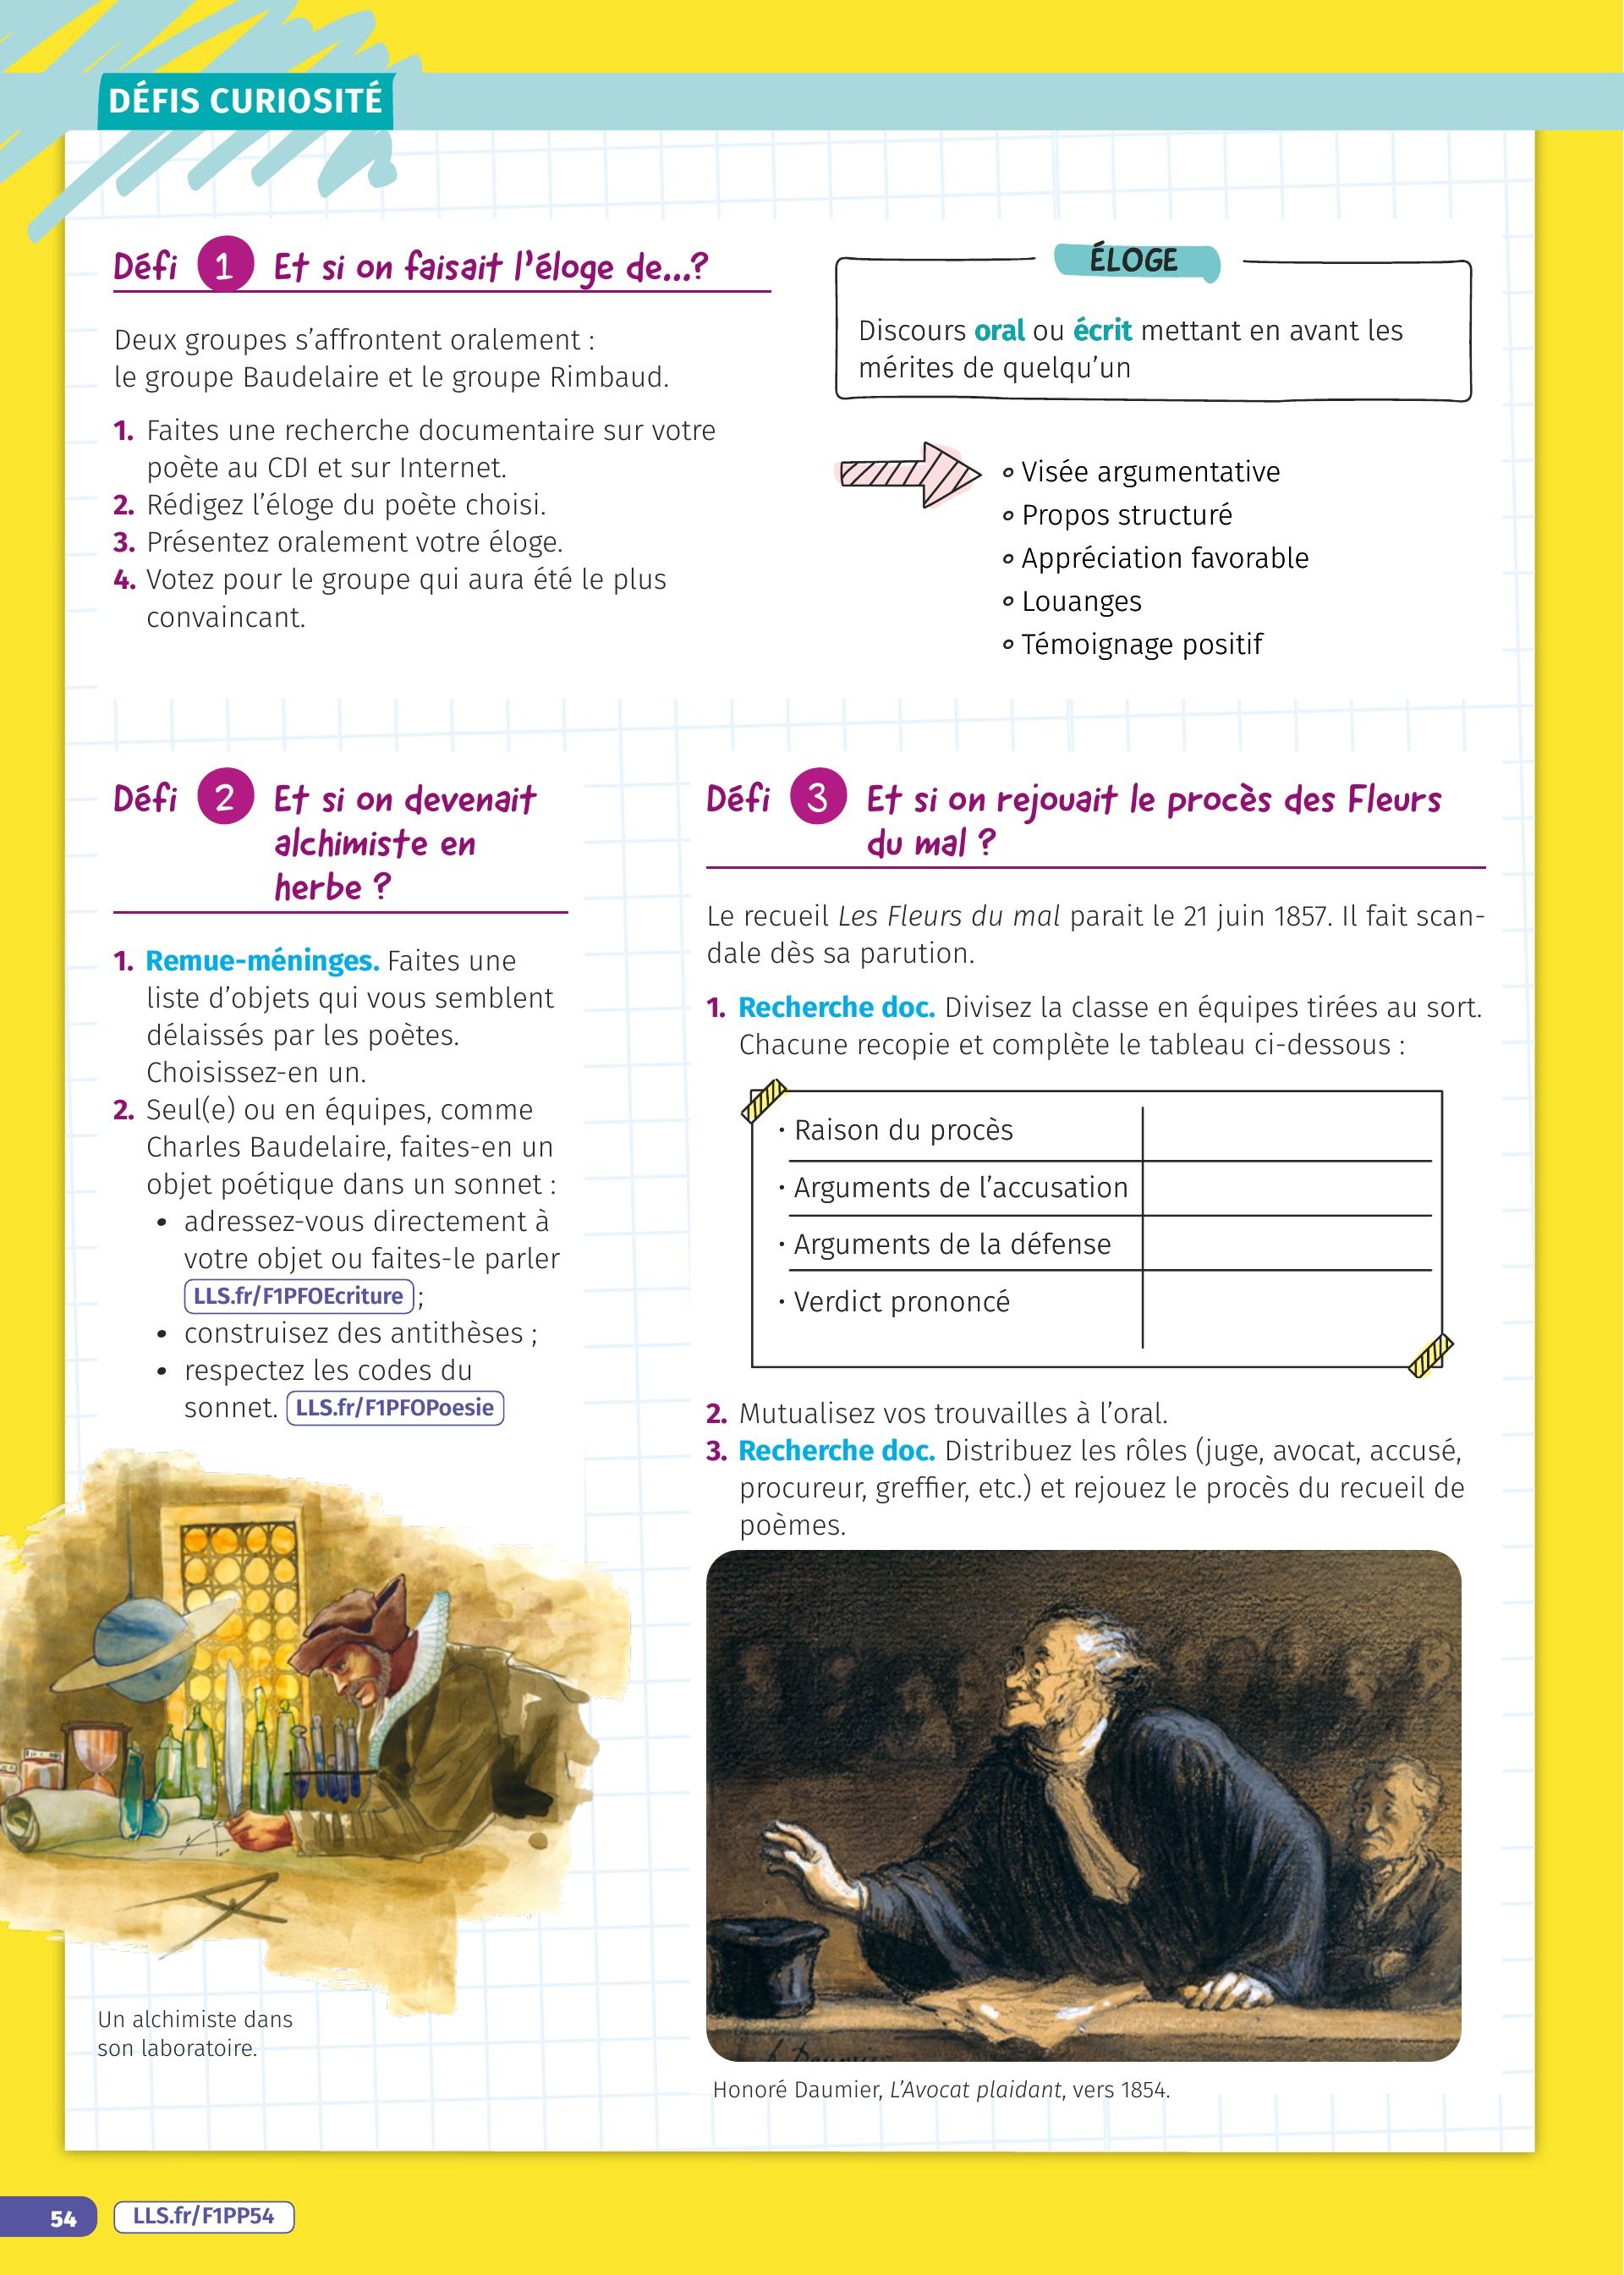 DÉFIS CURIOSITÉ
Défi 1 Et si on faisait l'éloge de...?
Deux groupes s'affrontent oralement :
le groupe Baudelaire et le groupe Rimbaud.
1. Faites une recherche documentaire sur votre
poète au CDI et sur Internet.
2. Rédigez l'éloge du poète choisi.
3. Présentez oralement votre éloge.
4. Votez pour le groupe qui aura été le plus
convaincant.
ÉLOGE
Discours oral ou écrit mettant en avant les
mérites de quelqu'un
Visée argumentative
Propos structuré
Appréciation favorable
Louanges
Témoignage positif
Défi 2 Et si on devenait
alchimiste en
herbe ?
1. Remue-méninges. Faites une
liste d'objets qui vous semblent
délaissés par les poètes.
Choisissez-en un.
2. Seul(e) ou en équipes, comme
Charles Baudelaire, faites-en un
objet poétique dans un sonnet :
• adressez-vous directement à
votre objet ou faites-le parler
LLS.fr/F1PFOEcriture ;
• construisez des antithèses ;
• respectez les codes du
sonnet. LLS.fr/F1PFOPoesie
Un alchimiste dans
son laboratoire.
Défi 3 Et si on rejouait le procès des Fleurs
du mal ?
Le recueil Les Fleurs du mal parait le 21 juin 1857. Il fait scan-
dale dès sa parution.
1. Recherche doc. Divisez la classe en équipes tirées au sort.
Chacune recopie et complète le tableau ci-dessous :
· Raison du procès
· Arguments de l'accusation
· Arguments de la défense
· Verdict prononcé
2. Mutualisez vos trouvailles à l'oral.
3. Recherche doc. Distribuez les rôles (juge, avocat, accusé,
procureur, greffier, etc.) et rejouez le procès du recueil de
poèmes.
h. Daumier
Honoré Daumier, L'Avocat plaidant, vers 1854.
54
LLS.fr/F1PP54